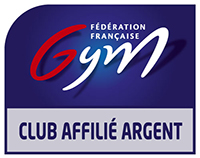 FÉDÉRATION
FRANÇAISE
Gym
CLUB AFFILIÉ ARGENT